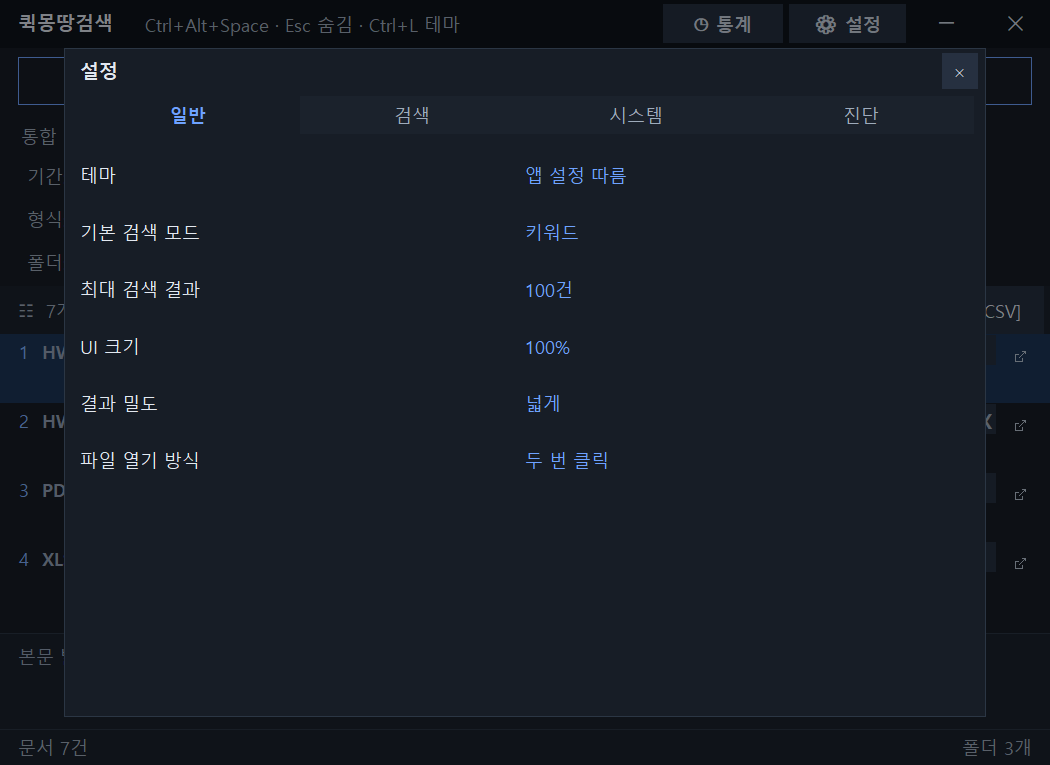 퀵몽땅검색 Ctrl+Alt+Space · Esc 숨김 · Ctrl+L 테마 통계 설정
설정
일반 검색 시스템 진단
통합
기간
형식
폴더
테마 앱 설정 따름
기본 검색 모드 키워드
최대 검색 결과 100건
UI 크기 100%
결과 밀도 넓게
파일 열기 방식 두 번 클릭
CSV]
1
2
3 PD
4 XL
본문
문서 7건 폴더 3개